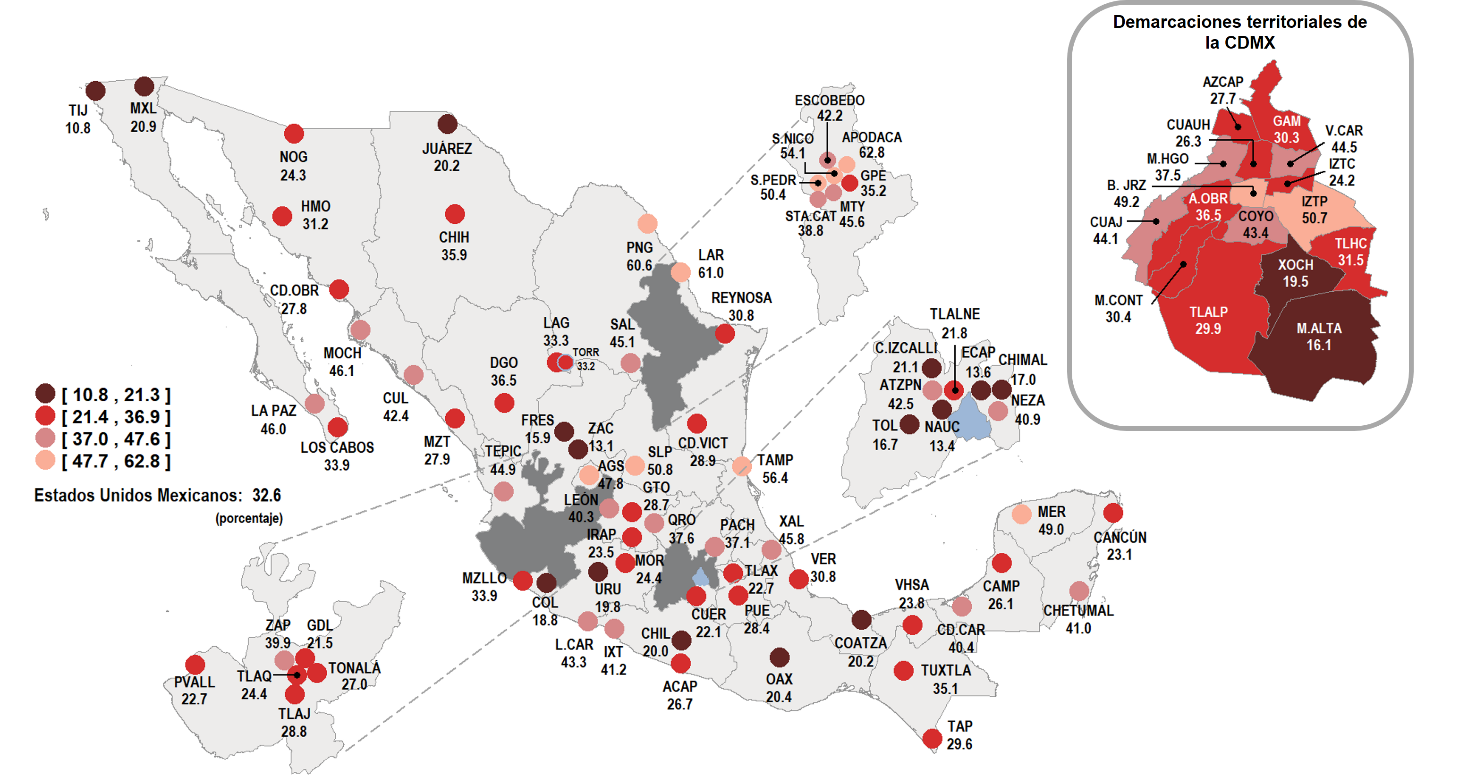 Demarcaciones territoriales de
la CDMX
AZCAP
27.7
GAM
30.3
CUAUH
26.3
V.CAR
44.5
M.HGO
37.5
IZTC
24.2
B. JRZ
49.2
A.OBR
36.5
IZTP
50.7
CUAJ
44.1
COYO
43.4
TLHC
31.5
XOCH
19.5
M.CONT
30.4
TLALP
29.9
M.ALTA
16.1
TIJ
10.8
MXL
20.9
NOG
24.3
JUÁREZ
20.2
HMO
31.2
CHIH
35.9
CD.OBR
27.8
MOCH
46.1
LA PAZ
46.0
LOS CABOS
33.9
CUL
42.4
MZT
27.9
DGO
36.5
LAG
33.3
TORR
33.2
SAL
45.1
PNG
60.6
LAR
61.0
REYNOSA
30.8
ESCOBEDO
42.2
S.NICO
54.1
APODACA
62.8
S.PEDR
50.4
GPE
35.2
STA.CAT
38.8
MTY
45.6
[ 10.8 , 21.3 ]
[ 21.4 , 36.9 ]
[ 37.0 , 47.6 ]
[ 47.7 , 62.8 ]
Estados Unidos Mexicanos: 32.6
(porcentaje)
FRES
15.9
ZAC
13.1
TEPIC
44.9
AGS
47.8
SLP
50.8
CD.VICT
28.9
TAMP
56.4
LEÓN
40.3
GTO
28.7
QRO
37.6
IRAP
23.5
PACH
37.1
XAL
45.8
MOR
24.4
MZLLO
33.9
COL
18.8
URU
19.8
TLAX
22.7
VER
30.8
CUER
22.1
PUE
28.4
L.CAR
43.3
IXT
41.2
CHIL
20.0
ACAP
26.7
OAX
20.4
COATZA
20.2
VHSA
23.8
CD.CAR
40.4
TUXTLA
35.1
TAP
29.6
CAMP
26.1
MER
49.0
CANCÚN
23.1
CHETUMAL
41.0
TLALNE
21.8
C.IZCALLI
21.1
ECAP
13.6
CHIMAL
17.0
ATZPN
42.5
NEZA
40.9
TOL
16.7
NAUC
13.4
ZAP
39.9
GDL
21.5
PVALL
22.7
TLAQ
24.4
TONALÁ
27.0
TLAJ
28.8